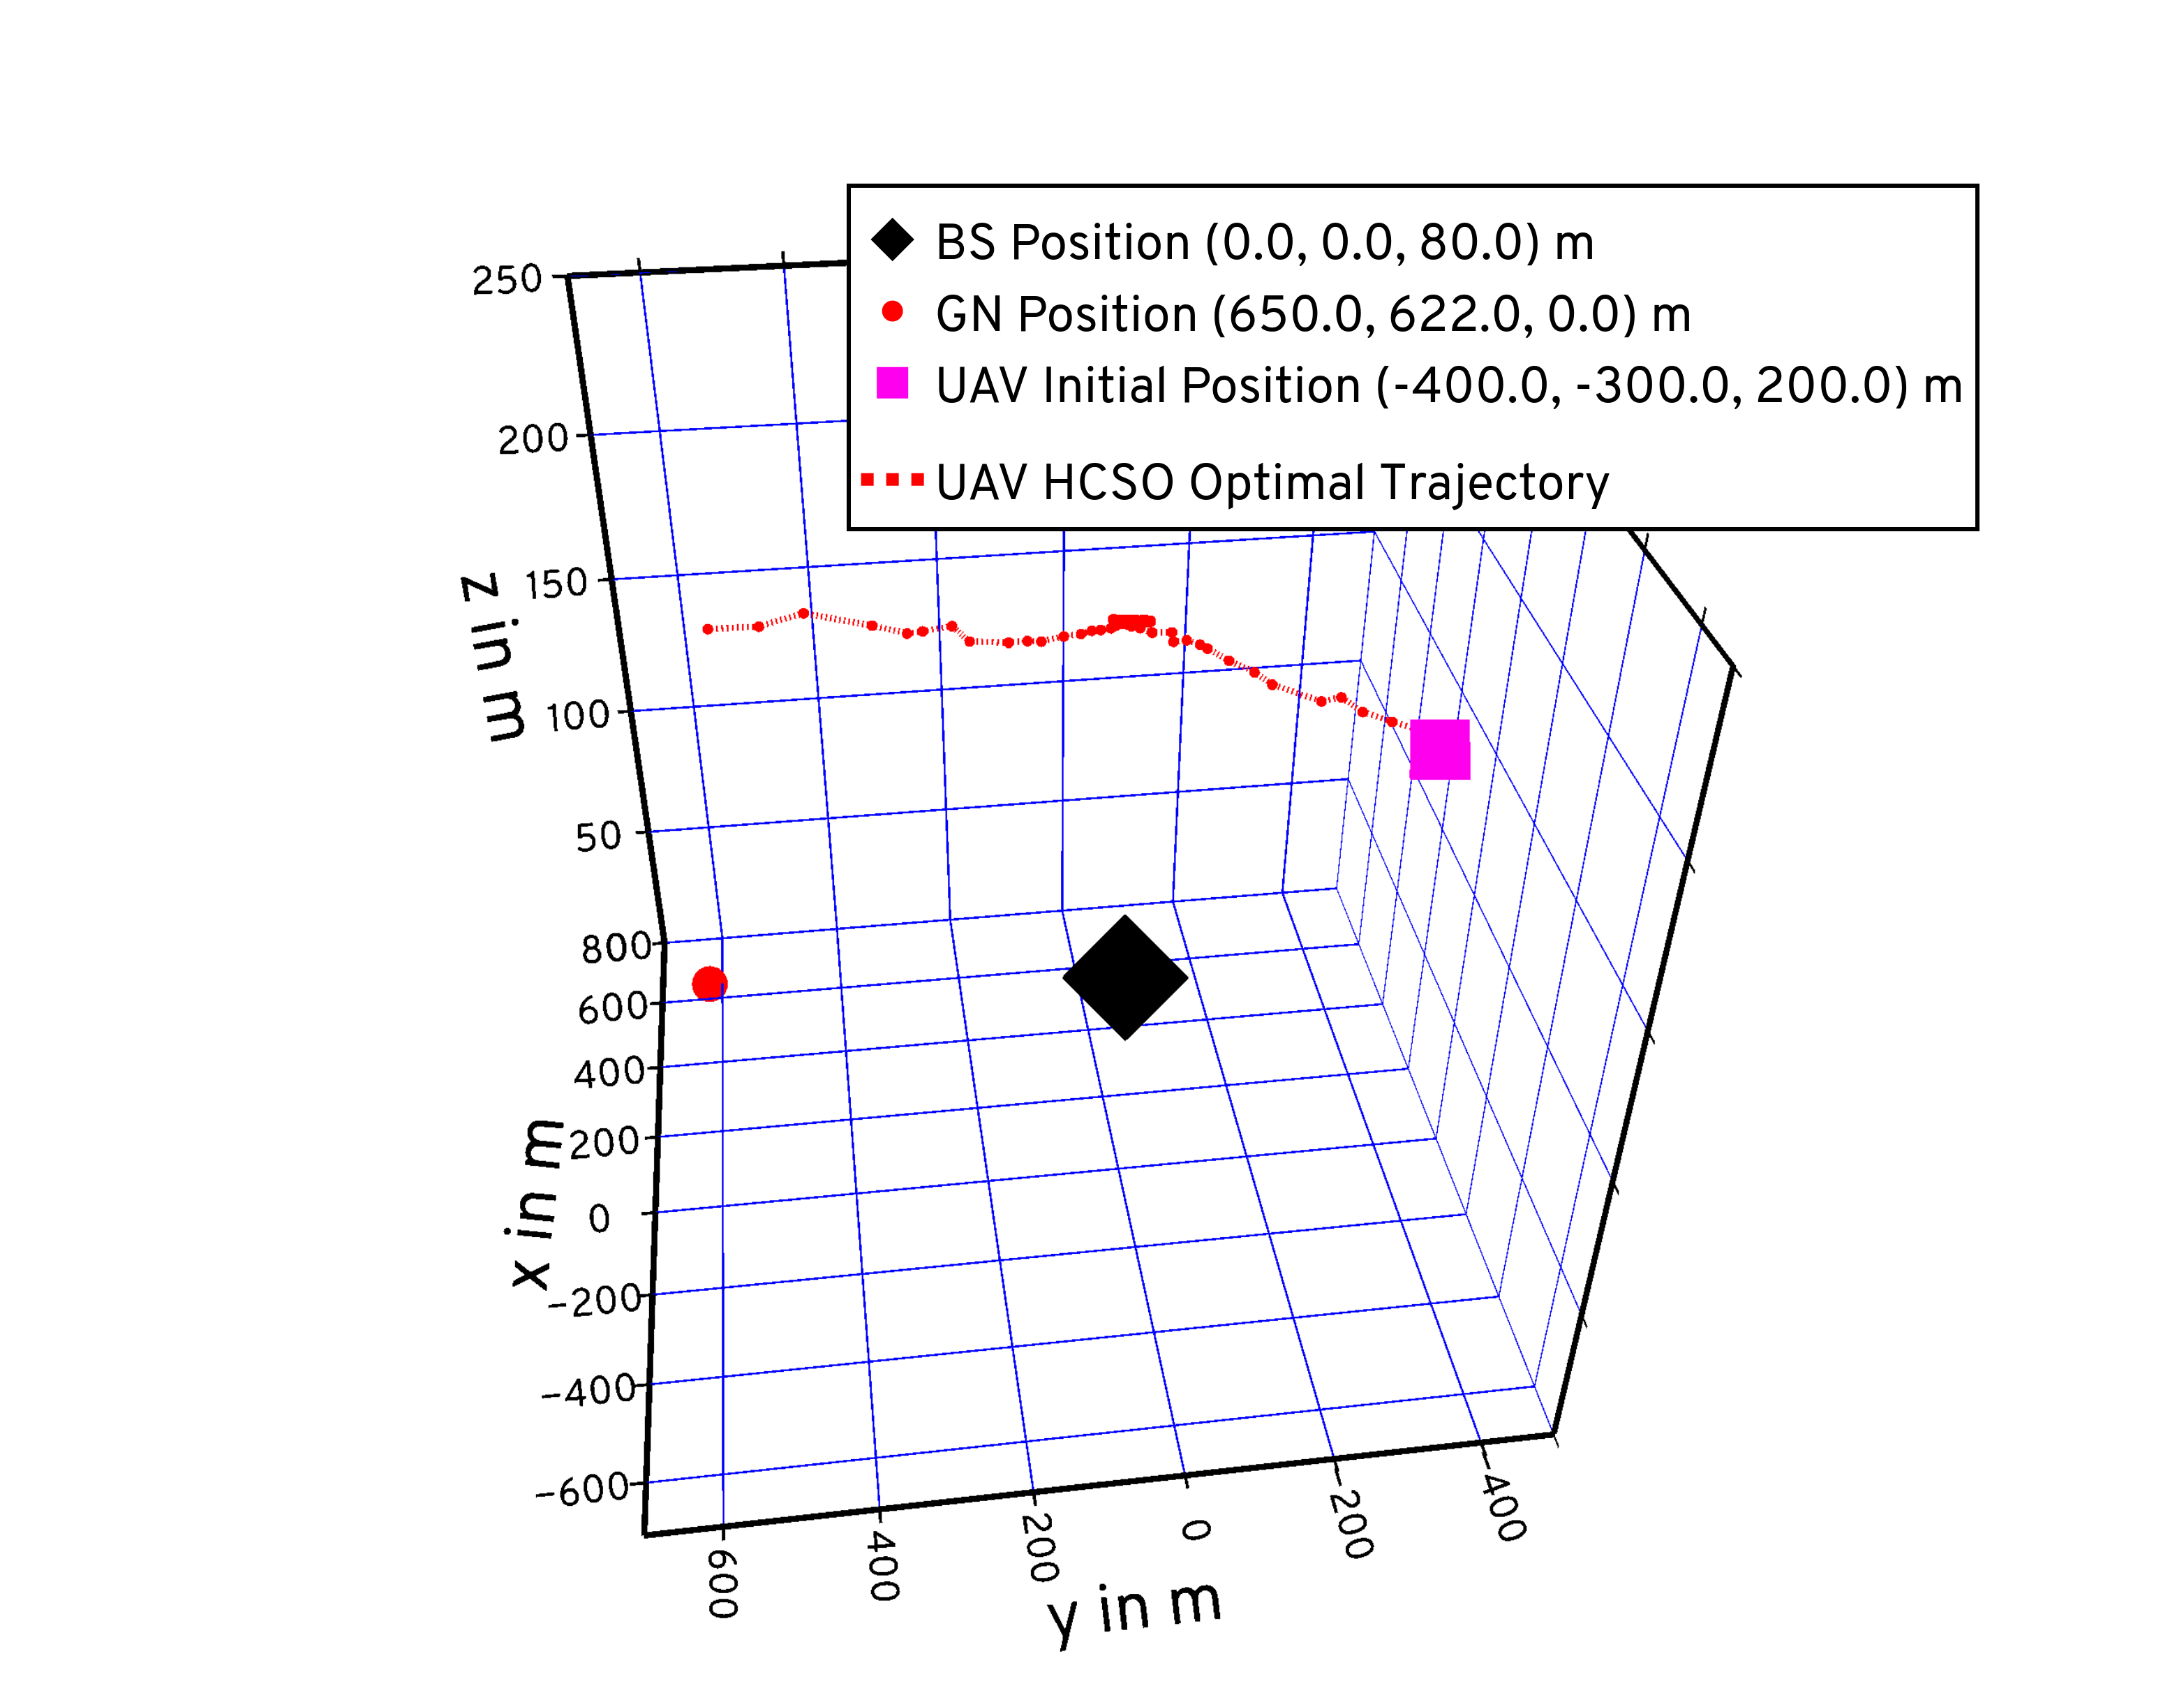 BS Position (0.0, 0.0, 80.0) m
GN Position (650.0, 622.0, 0.0) m
UAV Initial Position (-400.0, -300.0, 200.0) m
UAV HCSO Optimal Trajectory
250
200
150
100
50
z in m
800
600
400
200
0
-200
-400
-600
x in m
600
400
200
0
-200
-400
y in m